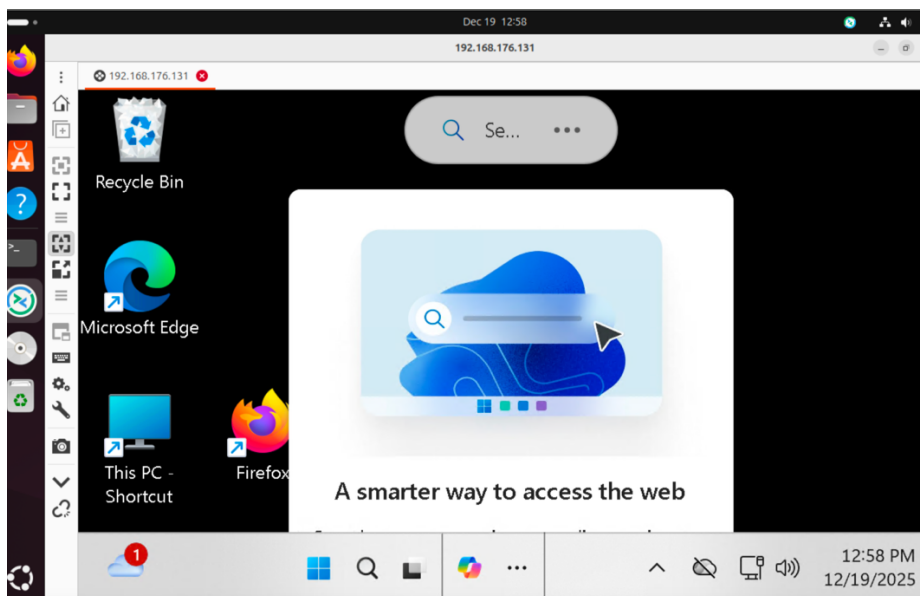 Dec 19 12:58
192.168.176.131
192.168.176.131
Se...
Recycle Bin
Microsoft Edge
This PC -
Shortcut
Firefox
A smarter way to access the web
1
12:58 PM
12/19/2025